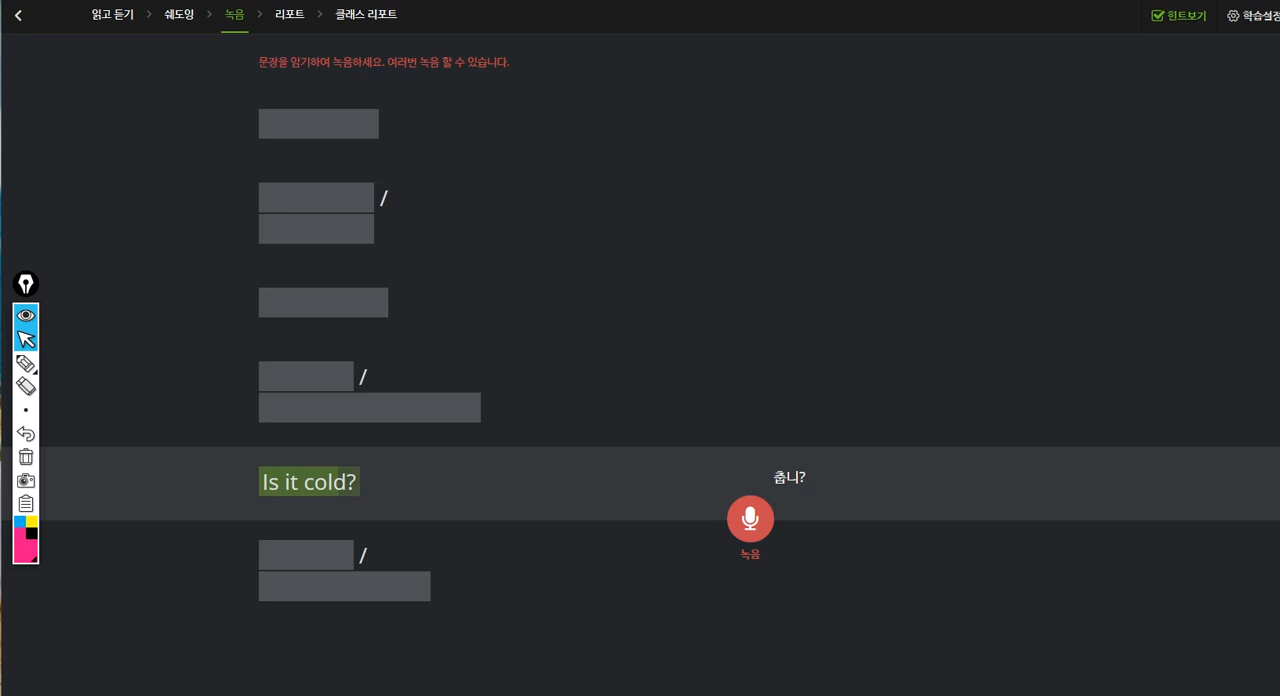 읽고 듣기 > 쉐도잉 > 녹음 > 리포트 > 클래스 리포트
힌트보기
학습설정
문장을 암기하여 녹음하세요. 여러번 녹음 할 수 있습니다.
/
/
Is it cold?
춥니?
녹음
/